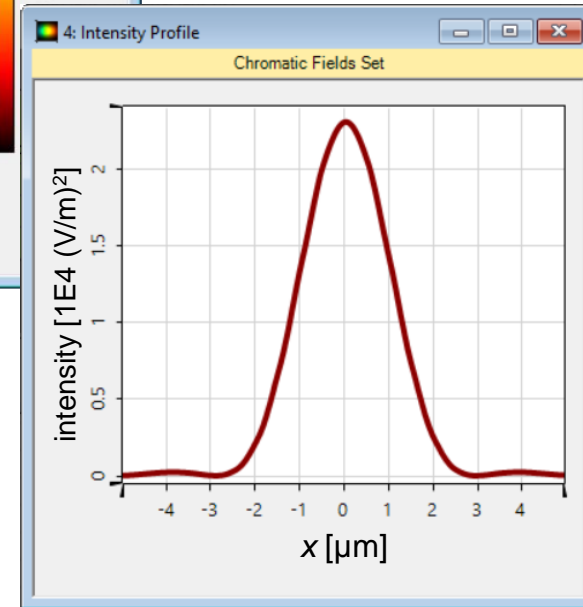 4: Intensity Profile
Chromatic Fields Set
intensity [1E4 (V/m)²]
2
1.5
1
0.5
0
-4 -3 -2 -1 0 1 2 3 4
x [µm]